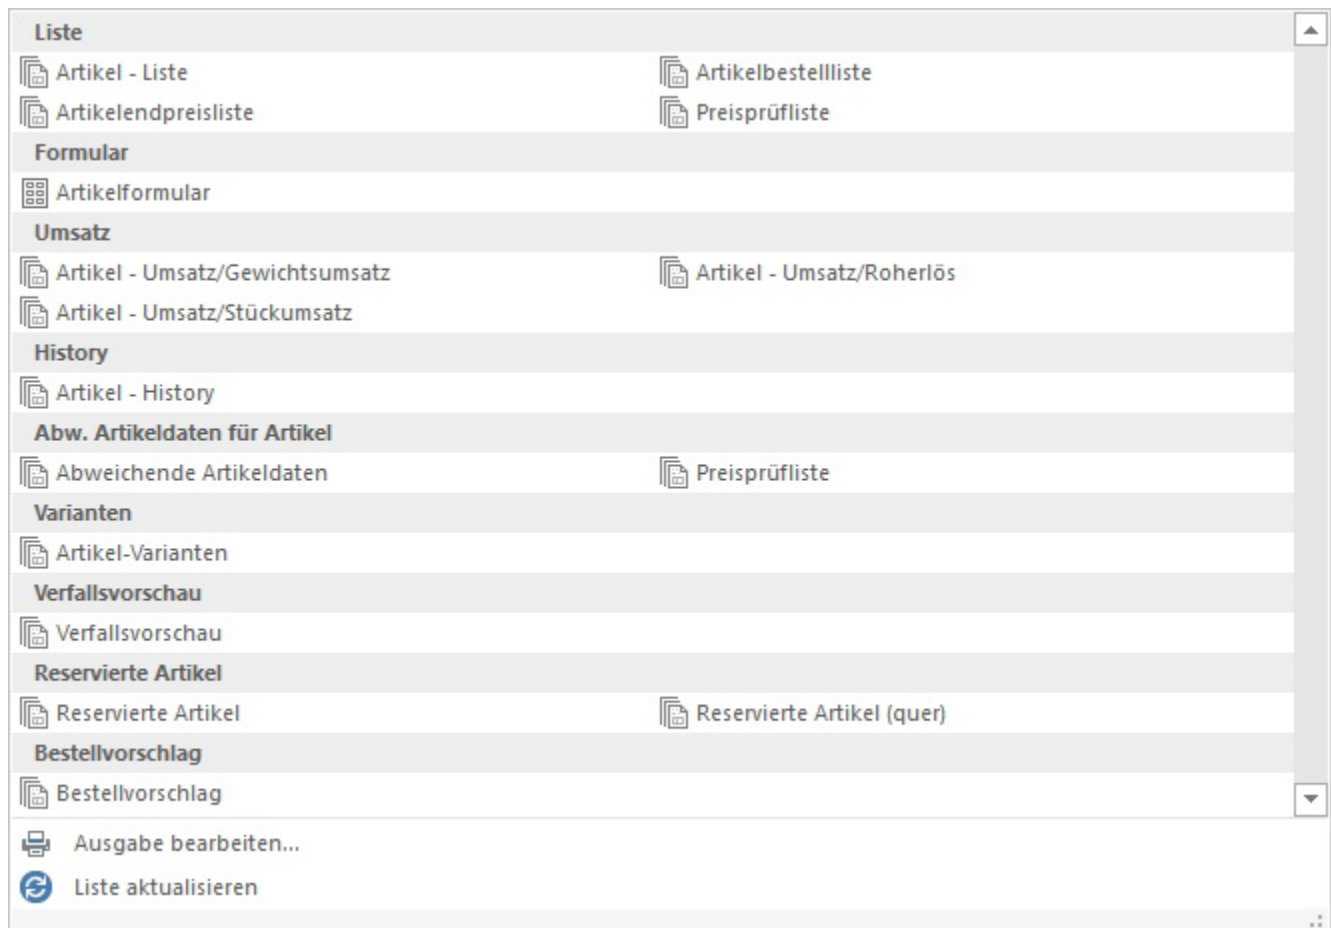 Liste
Artikel - Liste Artikelbestellliste
Artikelendpreisliste Preisprüfliste
Formular
Artikelformular
Umsatz
Artikel - Umsatz/Gewichtsumsatz Artikel - Umsatz/Roherlös
Artikel - Umsatz/Stückumsatz
History
Artikel - History
Abw. Artikeldaten für Artikel
Abweichende Artikeldaten Preisprüfliste
Varianten
Artikel-Varianten
Verfallsvorschau
Verfallsvorschau
Reservierte Artikel
Reservierte Artikel Reservierte Artikel (quer)
Bestellvorschlag
Bestellvorschlag
Ausgabe bearbeiten...
Liste aktualisieren